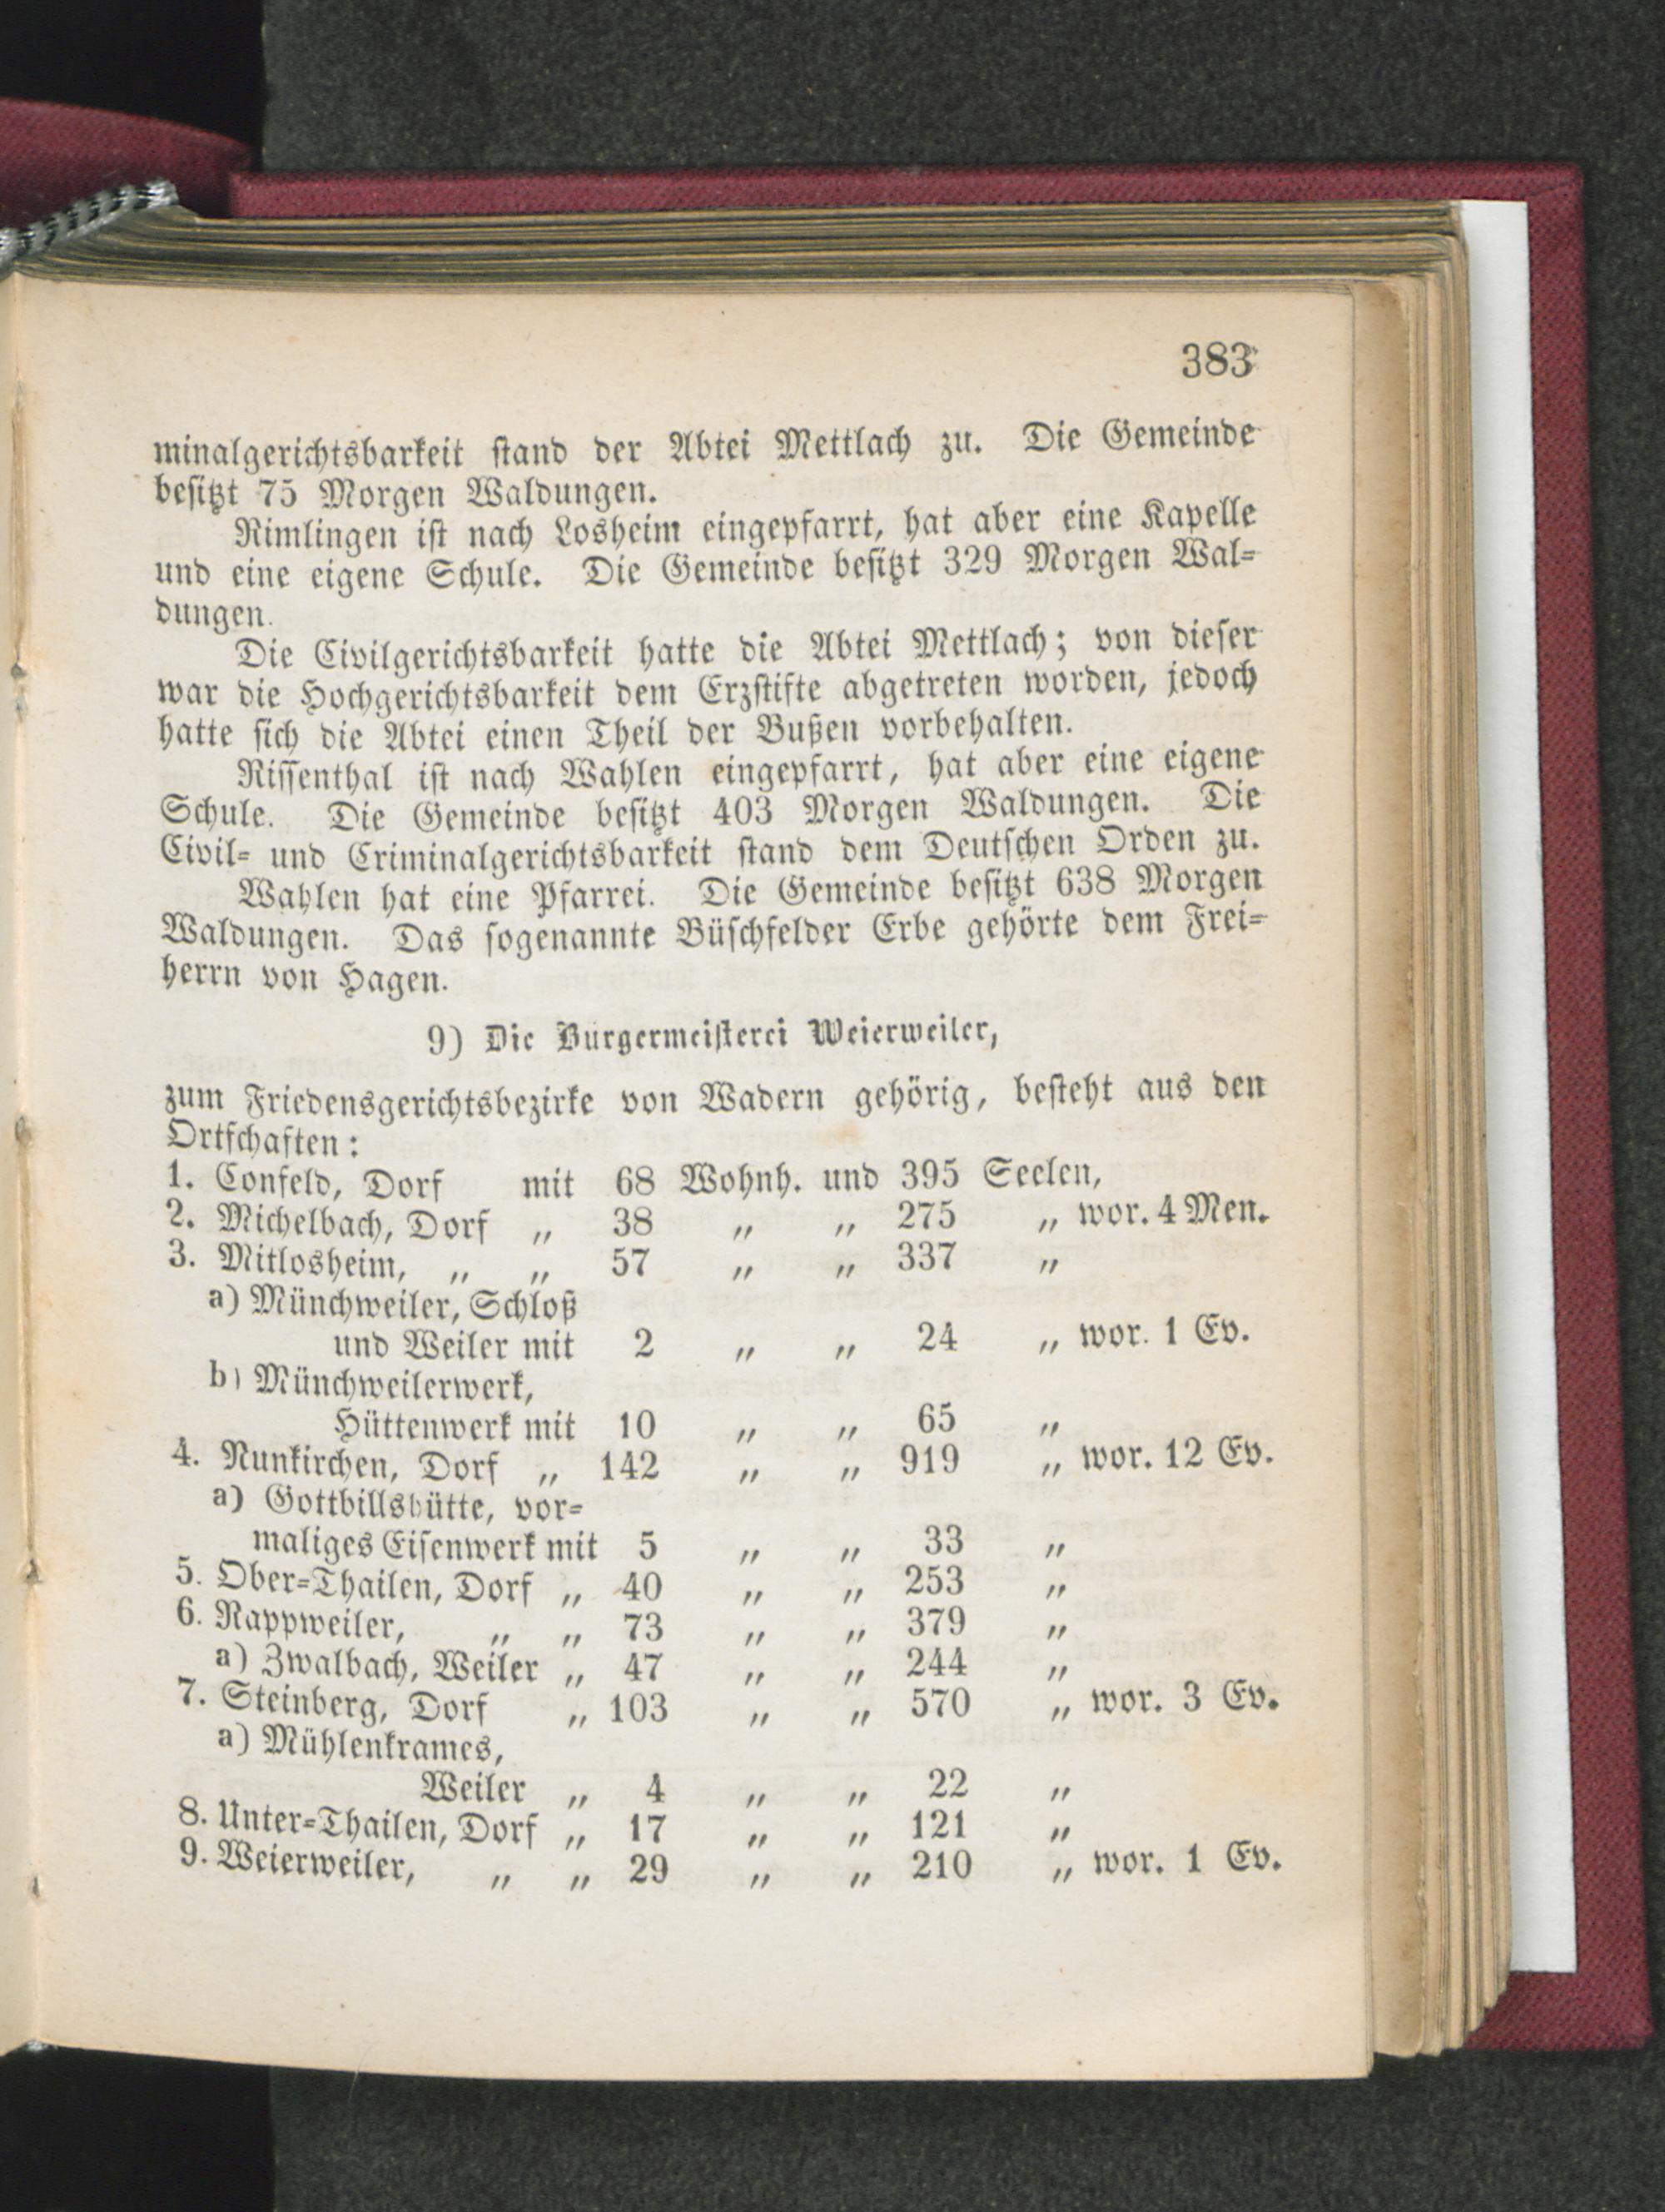 383
minalgerichtsbarkeit stand der Abtei Mettlach zu. Die Gemeinde
besitzt 75 Morgen Waldungen.
Rimlingen ist nach Losheim eingepfarrt, hat aber eine Kapelle
und eine eigene Schule. Die Gemeinde besitzt 329 Morgen Wal=
dungen.
Die Civilgerichtsbarkeit hatte die Abtei Mettlach; von dieser
war die Hochgerichtsbarkeit dem Erzstifte abgetreten worden, jedoch
hatte sich die Abtei einen Theil der Bußen vorbehalten.
Rissenthal ist nach Wahlen eingepfarrt, hat aber eine eigene
Schule. Die Gemeinde besitzt 403 Morgen Waldungen. Die
Civil= und Criminalgerichtsbarkeit stand dem Deutschen Orden zu.
Wahlen hat eine Pfarrei. Die Gemeinde besitzt 638 Morgen
Waldungen. Das sogenannte Büschfelder Erbe gehörte dem Frei=
herrn von Hagen.
9) Die Bürgermeisterei Weierweiler,
zum Friedensgerichtsbezirke von Wadern gehörig, besteht aus den
Ortschaften:
1. Confeld, Dorf mit 68 Wohnh. und 395 Seelen,
2. Michelbach, Dorf „ 38 „ „ 275 „ wor. 4 Men.
3. Mitlosheim, „ „ 57 „ „ 337 „
a) Münchweiler, Schloß
und Weiler mit 2 „ „ 24 „ wor. 1 Ev.
b) Münchweilerwerk,
Hüttenwerk mit 10 „ „ 65 „
4. Nunkirchen, Dorf „ 142 „ „ 919 „ wor. 12 Ev.
a) Gottbillshütte, vor=
maliges Eisenwerk mit 5 „ „ 33 „
5. Ober=Thailen, Dorf „ 40 „ „ 253 „
6. Rappweiler, „ „ 73 „ „ 379 „
a) Zwalbach, Weiler „ 47 „ „ 244 „
7. Steinberg, Dorf „ 103 „ „ 570 „ wor. 3 Ev.
a) Mühlenkrames,
Weiler „ 4 „ „ 22 „
8. Unter=Thailen, Dorf „ 17 „ „ 121 „
9. Weierweiler, „ „ 29 „ „ 210 „ wor. 1 Ev.